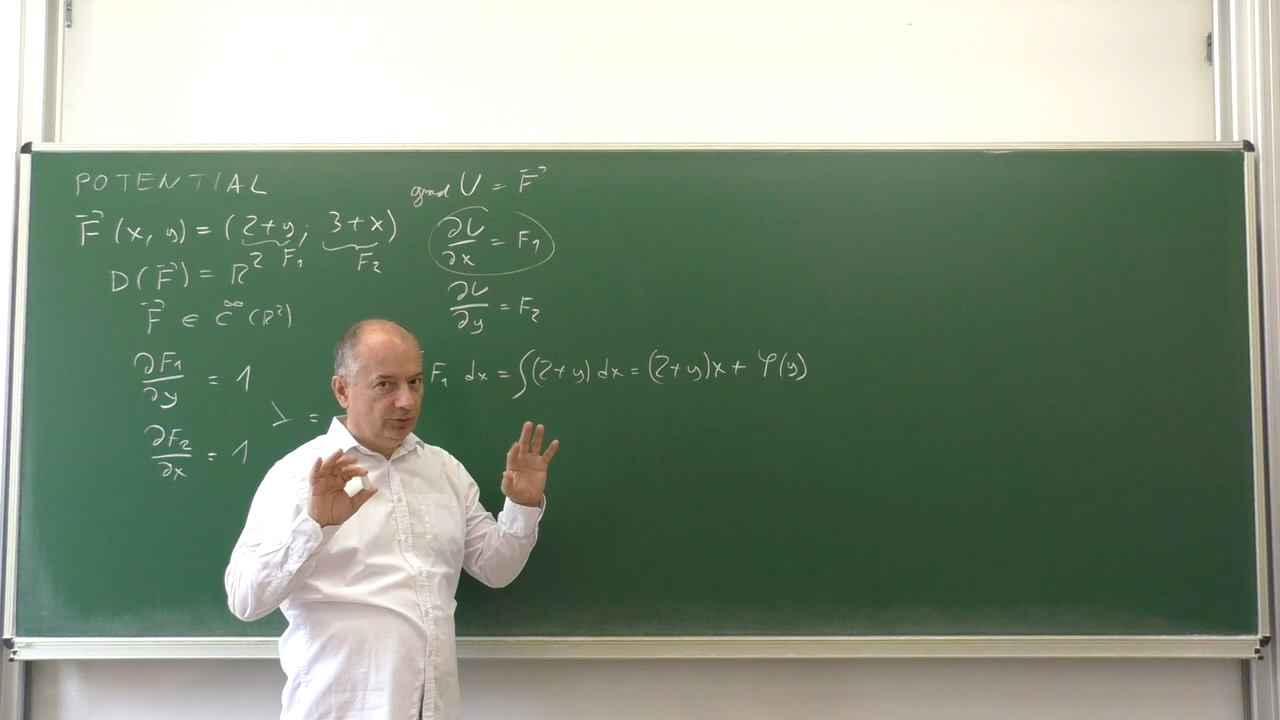 POTENTIAL
F⃗(x, y) = (2+y; 3+x)
F₁ F₂
D(F⃗) = R²
F⃗ ∈ C^∞(R²)
∂F₁/∂y = 1
∂F₂/∂x = 1
grad U = F⃗
∂U/∂x = F₁
∂U/∂y = F₂
F₁ dx = ∫(2+y) dx = (2+y)x + φ(y)